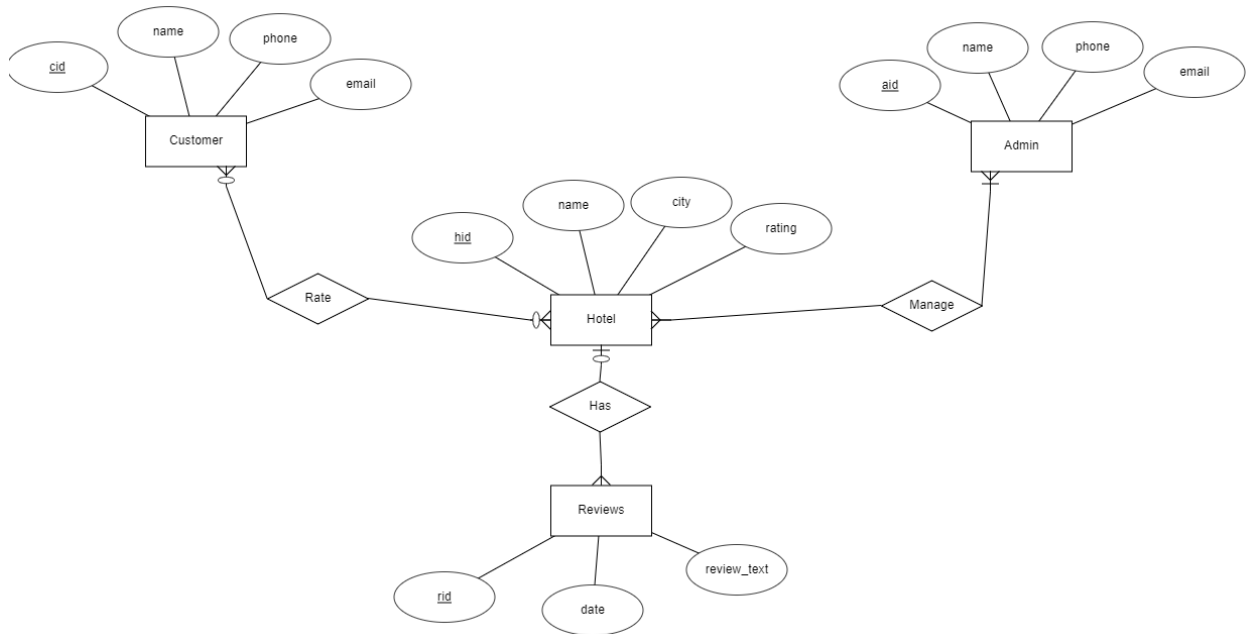 name
phone
cid
email
Customer
name
phone
aid
email
Admin
name
city
hid
rating
Rate
Hotel
Manage
Has
Reviews
rid
date
review_text